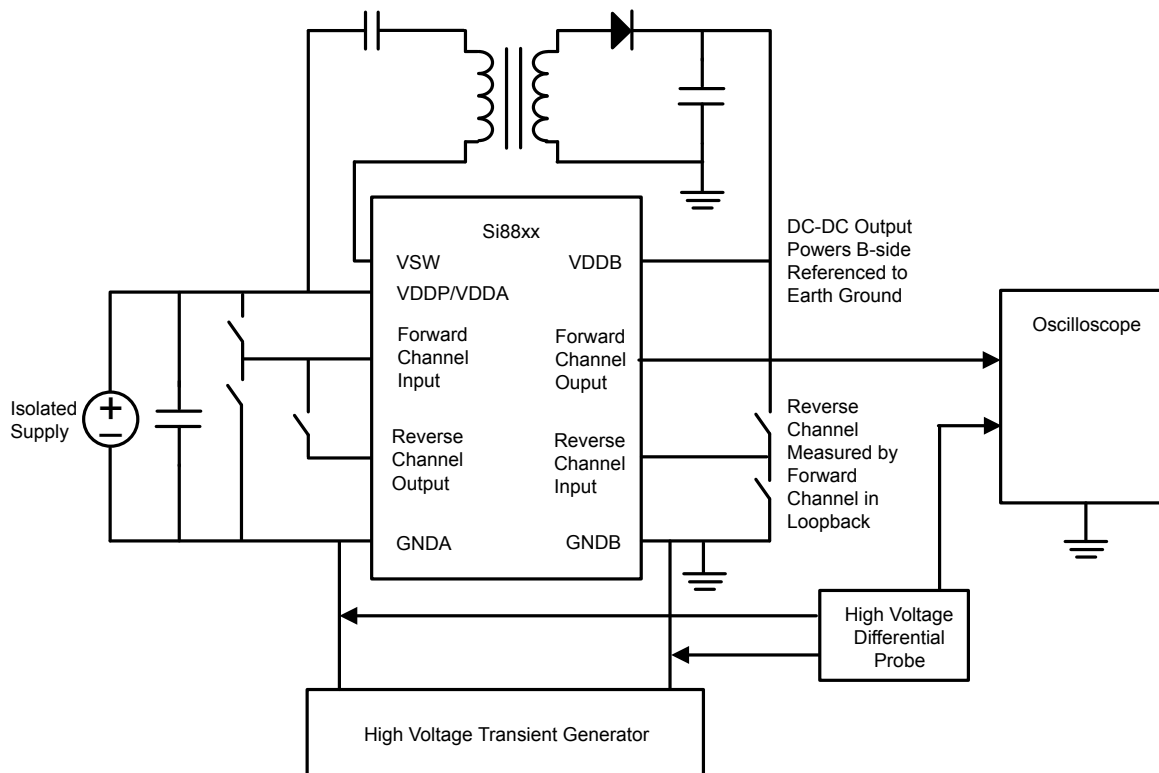 Si88xx
VSW
VDDB
VDDP/VDDA
Forward
Channel
Input
Forward
Channel
Ouput
Reverse
Channel
Output
Reverse
Channel
Input
GNDA
GNDB
Isolated
Supply
+
−
DC-DC Output
Powers B-side
Referenced to
Earth Ground
Oscilloscope
Reverse
Channel
Measured by
Forward
Channel in
Loopback
High Voltage
Differential
Probe
High Voltage Transient Generator